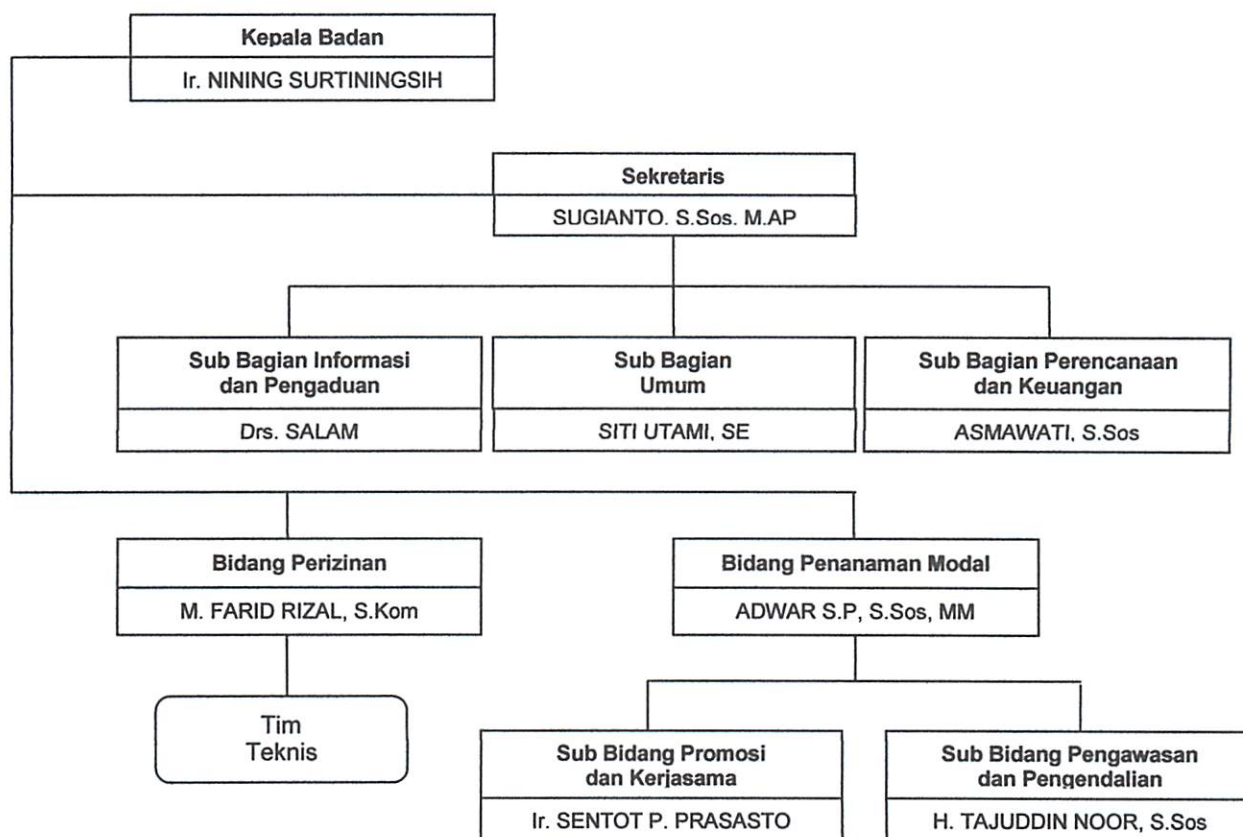 Kepala Badan
Ir. NINING SURTININGSIH
Sekretaris
SUGIANTO. S.Sos. M.AP
Sub Bagian Informasi
dan Pengaduan
Drs. SALAM
Sub Bagian
Umum
SITI UTAMI, SE
Sub Bagian Perencanaan
dan Keuangan
ASMAWATI, S.Sos
Bidang Perizinan
M. FARID RIZAL, S.Kom
Bidang Penanaman Modal
ADWAR S.P, S.Sos, MM
Tim
Teknis
Sub Bidang Promosi
dan Kerjasama
Ir. SENTOT P. PRASASTO
Sub Bidang Pengawasan
dan Pengendalian
H. TAJUDDIN NOOR, S.Sos